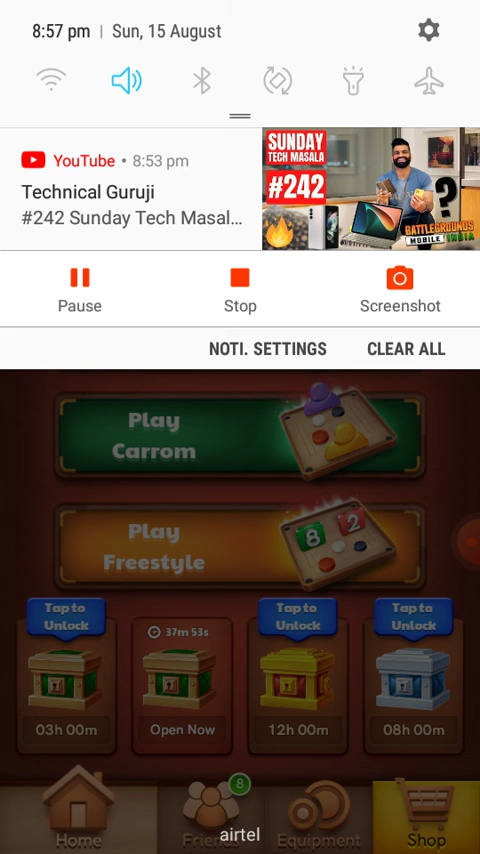 8:57 pm | Sun, 15 August
YouTube • 8:53 pm
Technical Guruji
#242 Sunday Tech Masal...
SUNDAY
TECH MASALA
#242
?
BATTLEGROUNDS
MOBILE INDIA
Pause
Stop
Screenshot
NOTI. SETTINGS
CLEAR ALL
Play
Carrom
Play
Freestyle
8 2
Tap to
Unlock
03h 00m
37m 53s
Open Now
Tap to
Unlock
12h 00m
Tap to
Unlock
08h 00m
8
Home
Friends
Equipment
Shop
airtel